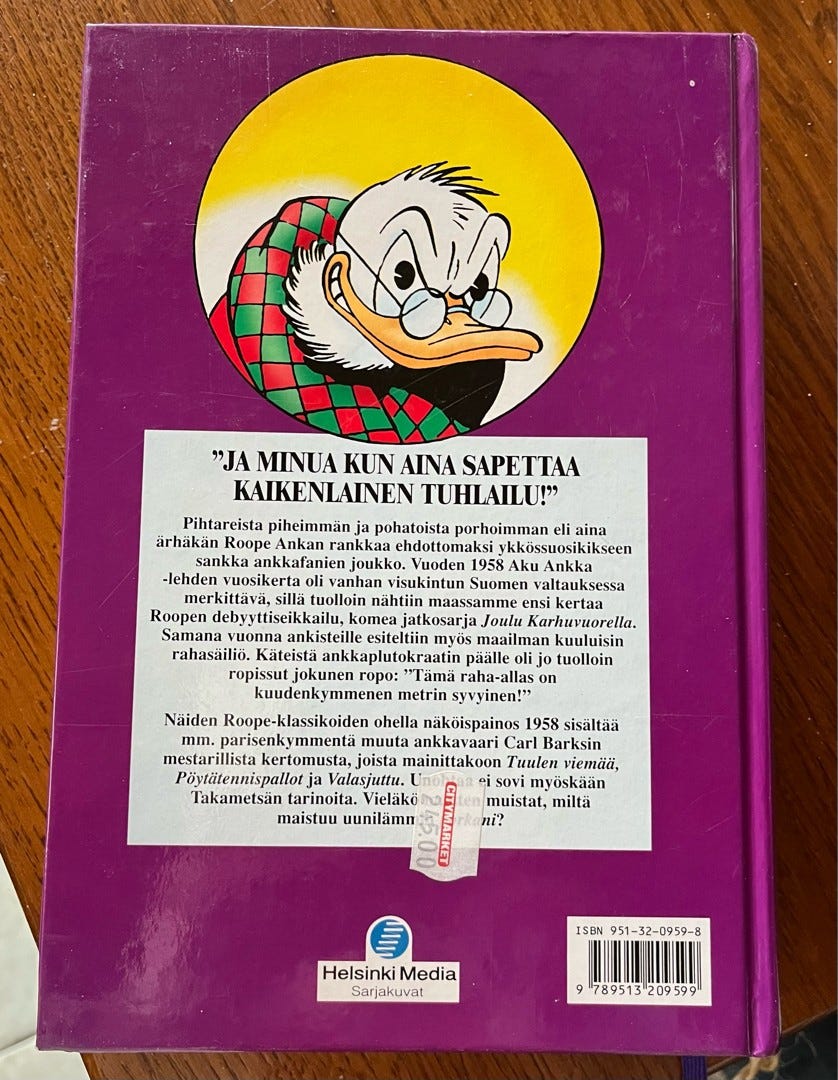 ”JA MINUA KUN AINA SAPETTAA
KAIKENLAINEN TUHLAILU!”
Pihtareista piheimmän ja pohatoista porhoimman eli aina
ärhäkän Roope Ankan rankkaa ehdottomaksi ykkössuosikikseen
sankka ankkafanien joukko. Vuoden 1958 Aku Ankka
-lehden vuosikerta oli vanhan visukintun Suomen valtauksessa
merkittävä, sillä tuolloin nähtiin maassamme ensi kertaa
Roopen debyyttiseikkailu, komea jatkosarja Joulu Karhuvuorella.
Samana vuonna ankisteille esiteltiin myös maailman kuuluisin
rahasäiliö. Käteistä ankkaplutokraatin päälle oli jo tuolloin
ropissut jokunen ropo: ”Tämä raha-allas on
kuudenkymmenen metrin syvyinen!”
Näiden Roope-klassikoiden ohella näköispainos 1958 sisältää
mm. parisenkymmentä muuta ankkavaari Carl Barksin
mestarillista kertomusta, joista mainittakoon Tuulen viemää,
Pöytätennispallot ja Valasjuttu. Unohtaa ei sovi myöskään
Takametsän tarinoita. muistat, miltä
maistuu
CITYMARKET
245.00
Helsinki Media
Sarjakuvat
ISBN 951-32-0959-8
9 789513 209599